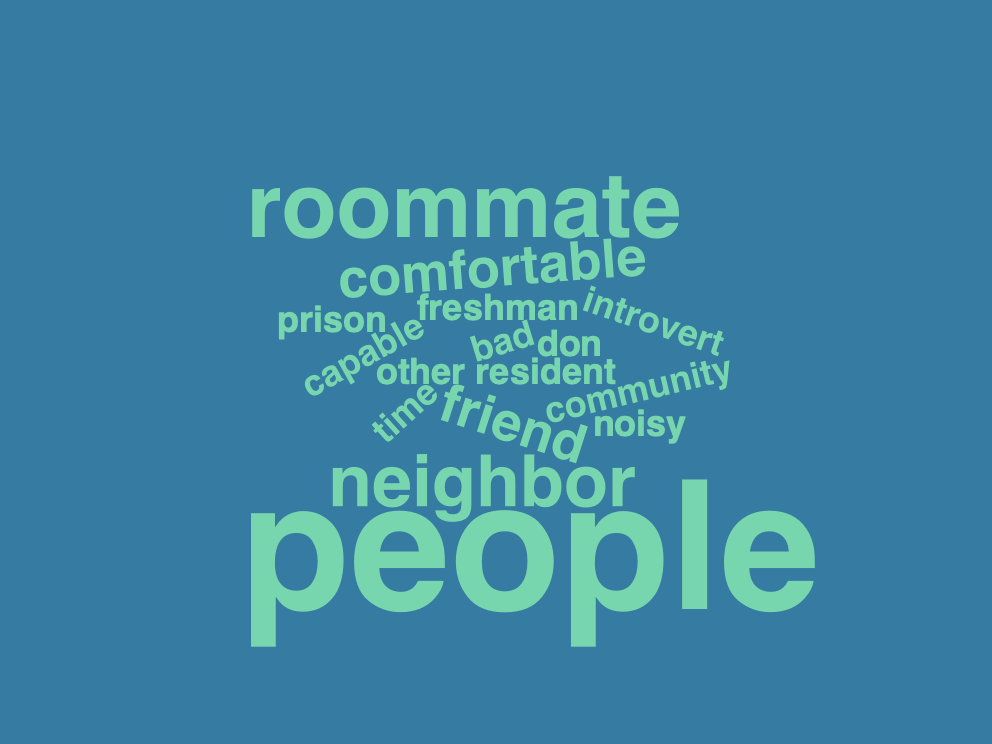 roommate
comfortable
prison
freshman
introvert
capable
bad
don
other resident
community
time
friend
noisy
neighbor
people